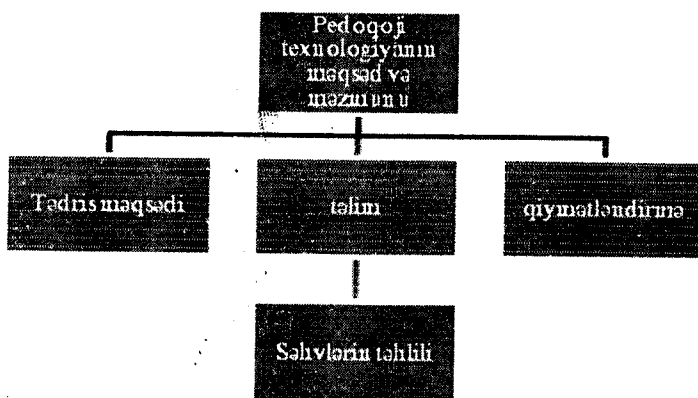 Pedoqoji
texnologiyanın
məqsəd və
məzmunu
Tədris məqsədi
təlim
qiymətləndirmə
Səhvlərin təhlili